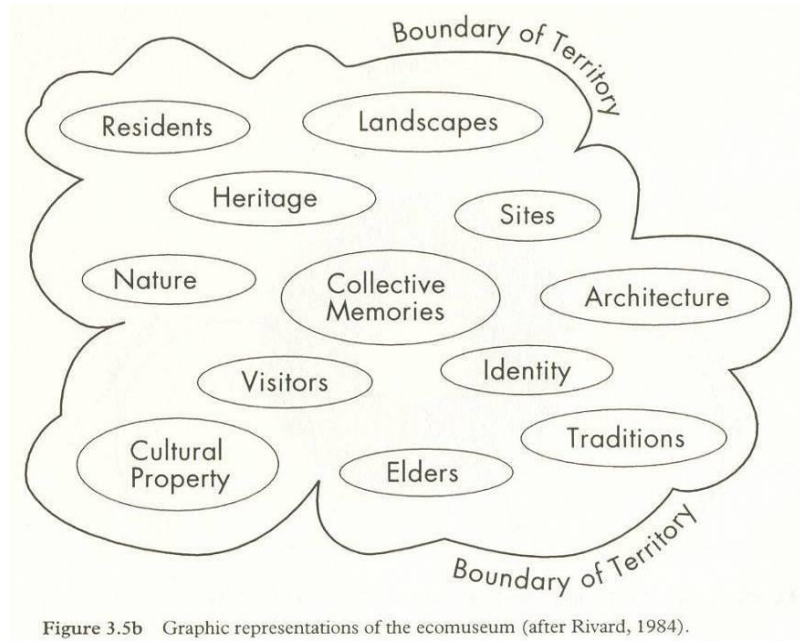 Boundary of Territory
Residents
Landscapes
Heritage
Sites
Nature
Collective
Memories
Architecture
Visitors
Identity
Traditions
Cultural
Property
Elders
Boundary of Territory
Figure 3.5b Graphic representations of the ecomuseum (after Rivard, 1984).